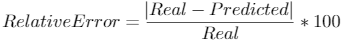 RelativeError = |Real − Predicted| / Real * 100